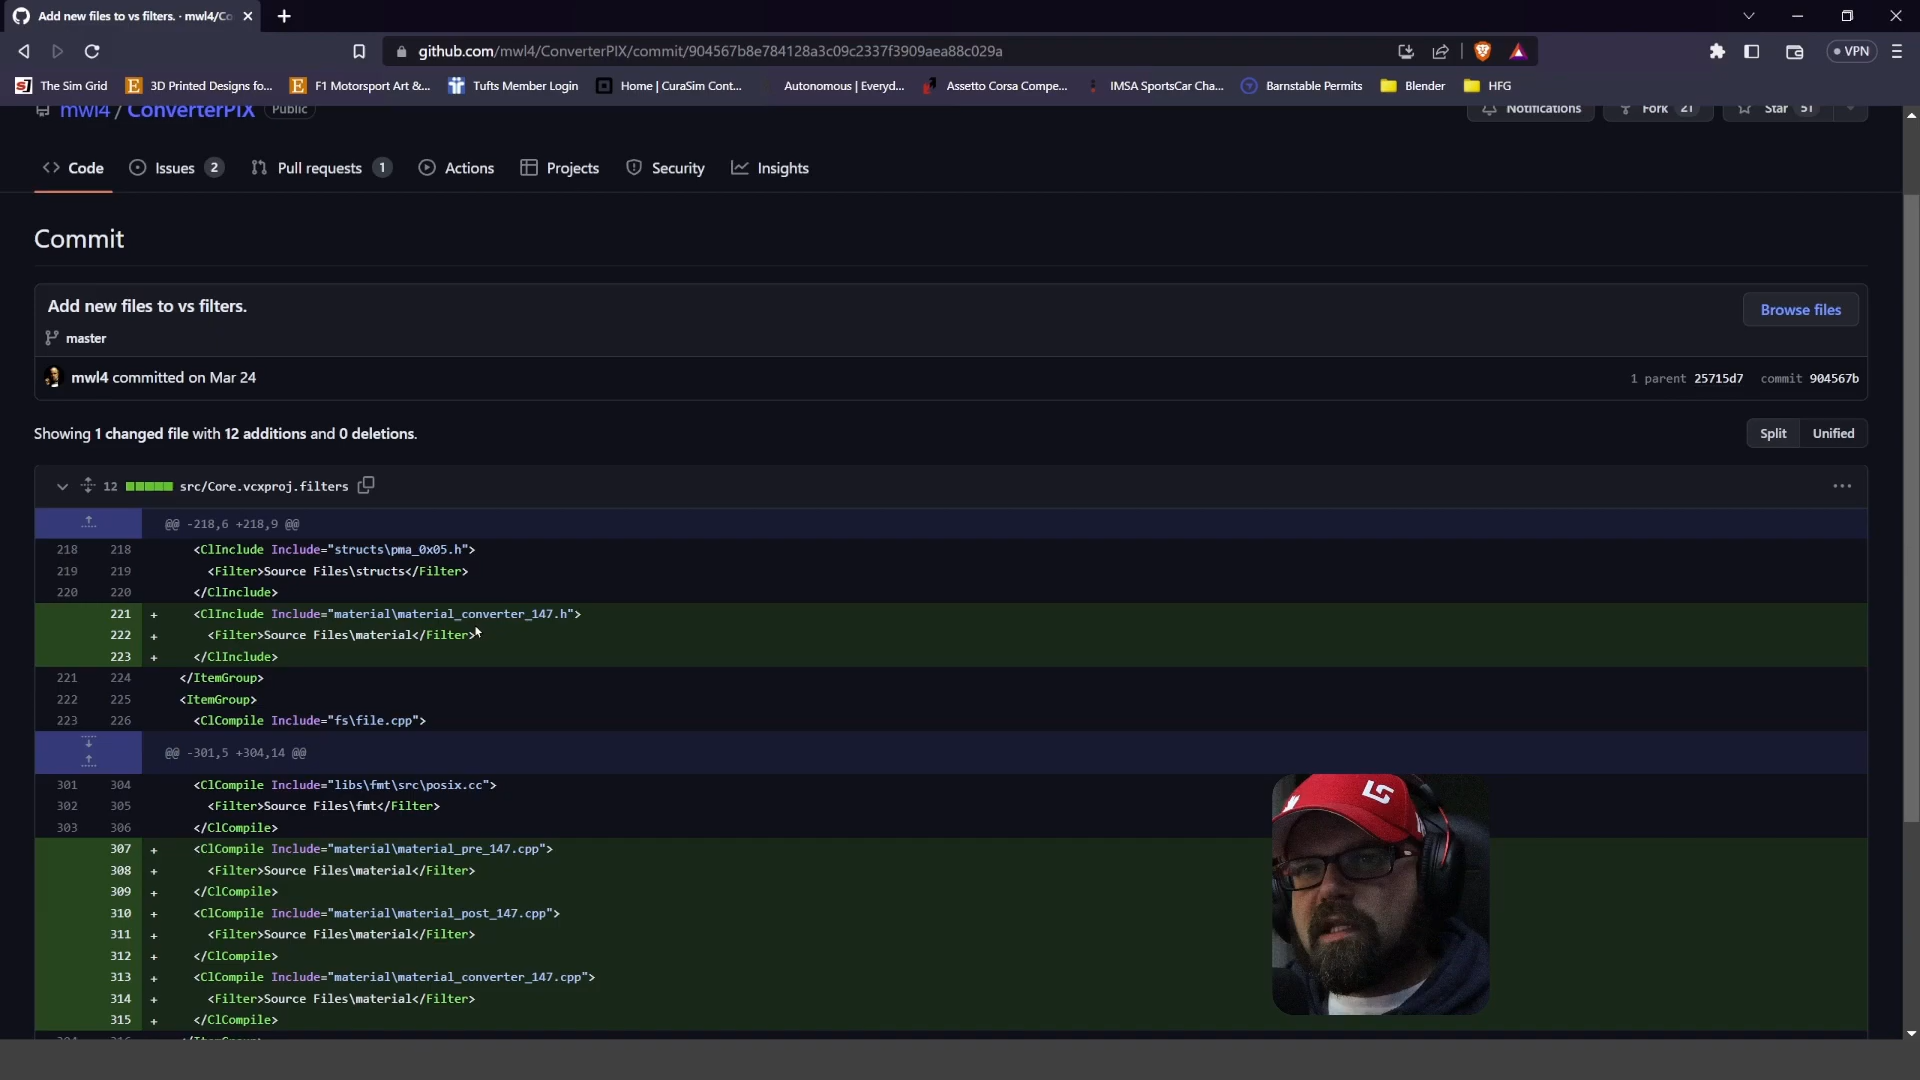 Add new files to vs filters. · mwl4/Co
github.com/mwl4/ConverterPIX/commit/904567b8e784128a3c09c2337f3909aea88c029a
VPN
The Sim Grid
3D Printed Designs fo...
F1 Motorsport Art &...
Tufts Member Login
Home | CuraSim Cont...
Autonomous | Everyd...
Assetto Corsa Compe...
IMSA SportsCar Cha...
Barnstable Permits
Blender
HFG
mwl4 / ConverterPIX Public
Notifications
Fork 21
Star 51
Code
Issues 2
Pull requests 1
Actions
Projects
Security
Insights
Commit
Add new files to vs filters.
Browse files
master
mwl4 committed on Mar 24
1 parent 25715d7 commit 904567b
Showing 1 changed file with 12 additions and 0 deletions.
Split Unified
12 src/Core.vcxproj.filters
@@ -218,6 +218,9 @@
218 218 <ClInclude Include="structs\pma_0x05.h">
219 219 <Filter>Source Files\structs</Filter>
220 220 </ClInclude>
221 + <ClInclude Include="material\material_converter_147.h">
222 + <Filter>Source Files\material</Filter>
223 + </ClInclude>
221 224 </ItemGroup>
222 225 <ItemGroup>
223 226 <ClCompile Include="fs\file.cpp">
@@ -301,5 +304,14 @@
301 304 <ClCompile Include="libs\fmt\src\posix.cc">
302 305 <Filter>Source Files\fmt</Filter>
303 306 </ClCompile>
307 + <ClCompile Include="material\material_pre_147.cpp">
308 + <Filter>Source Files\material</Filter>
309 + </ClCompile>
310 + <ClCompile Include="material\material_post_147.cpp">
311 + <Filter>Source Files\material</Filter>
312 + </ClCompile>
313 + <ClCompile Include="material\material_converter_147.cpp">
314 + <Filter>Source Files\material</Filter>
315 + </ClCompile>